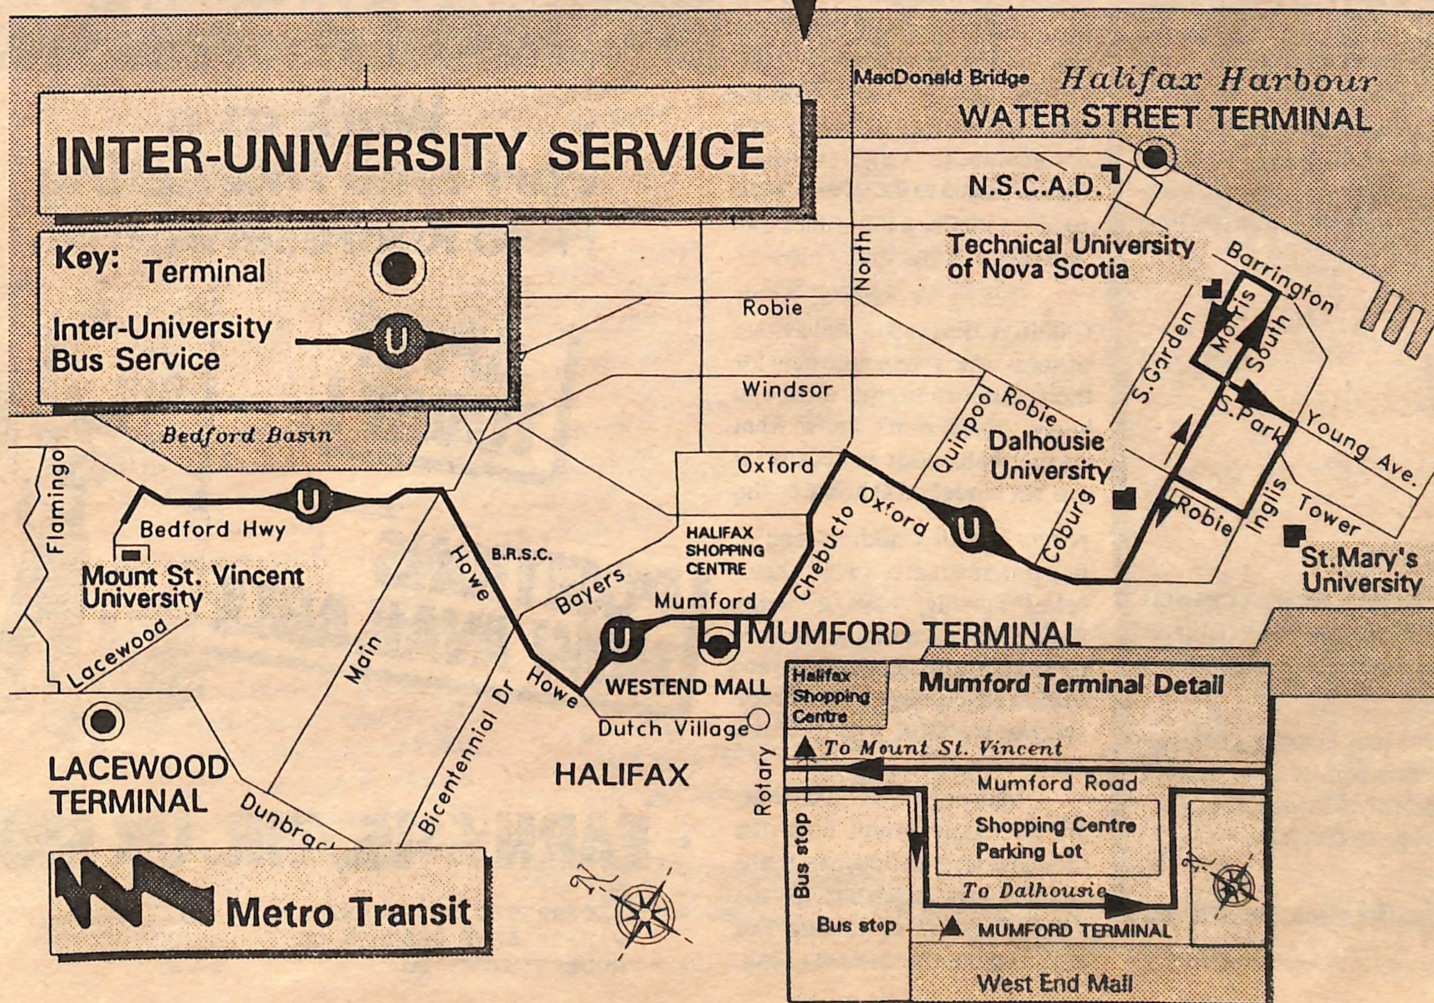 MacDonald Bridge
Halifax Harbour
WATER STREET TERMINAL
INTER-UNIVERSITY SERVICE
N.S.C.A.D.
Key:
Terminal
Inter-University
Bus Service
U
North
Technical University
of Nova Scotia
Barrington
Robie
S.Garden
Morris
South
Windsor
Quinpool
Robie
S.Park
Young Ave.
Bedford Basin
Dalhousie
University
Oxford
Flamingo
U
Bedford Hwy
Chebucto
Oxford
U
Coburg
Robie
Inglis
Tower
Howe
B.R.S.C.
HALIFAX
SHOPPING
CENTRE
St.Mary's
University
Mount St. Vincent
University
Bayers
Mumford
Lacewood
Main
U
MUMFORD TERMINAL
Howe
WESTEND MALL
Dutch Village
Bicentennial Dr
Rotary
LACEWOOD
TERMINAL
HALIFAX
Dunbrack
Metro Transit
N
Halifax
Shopping
Centre
Mumford Terminal Detail
To Mount St. Vincent
Mumford Road
Bus stop
Shopping Centre
Parking Lot
To Dalhousie
N
Bus stop
MUMFORD TERMINAL
West End Mall